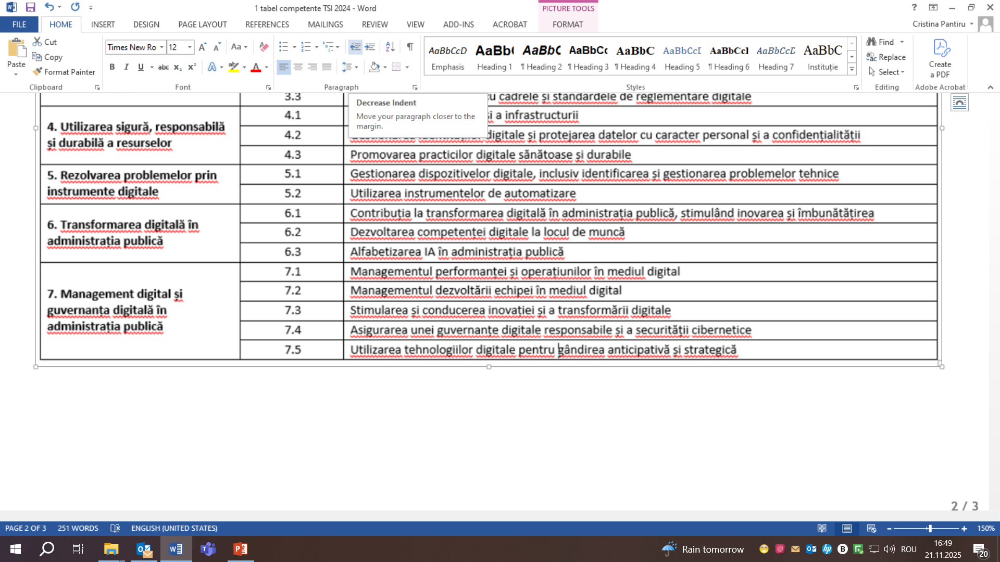 1 tabel competente TSI 2024 - Word
PICTURE TOOLS
?
FILE HOME INSERT DESIGN PAGE LAYOUT REFERENCES MAILINGS REVIEW VIEW ADD-INS ACROBAT FORMAT
Cristina Pantiru
Paste
Cut
Copy
Format Painter
Clipboard
Times New Ro 12
Aa
B I U abc x₂ x² A A
Font
Paragraph
AaBbCcD AaBb( AaBbC AaBbCc AaBbC AaBbCcI AaBbCcI AaBbCcL AaBbC
Emphasis Heading 1 ¶ Heading 2 ¶ Heading 3 ¶ Heading 4 Heading 5 ¶ Heading 6 Heading 7 Instituție
Styles
Find
Replace
Select
Editing
Create
a PDF
Adobe Acrobat
Decrease Indent
Move your paragraph closer to the
margin.
3.3 cu cadrele și standardele de reglementare digitale
4. Utilizarea sigură, responsabilă
și durabilă a resurselor
4.1 și a infrastructurii
4.2 digitale și protejarea datelor cu caracter personal și a confidențialității
4.3 Promovarea practicilor digitale sănătoase și durabile
5. Rezolvarea problemelor prin
instrumente digitale
5.1 Gestionarea dispozitivelor digitale, inclusiv identificarea și gestionarea problemelor tehnice
5.2 Utilizarea instrumentelor de automatizare
6. Transformarea digitală în
administrația publică
6.1 Contribuția la transformarea digitală în administrația publică, stimulând inovarea și îmbunătățirea
6.2 Dezvoltarea competenței digitale la locul de muncă
6.3 Alfabetizarea IA în administrația publică
7. Management digital și
guvernanța digitală în
administrația publică
7.1 Managementul performanței și operațiunilor în mediul digital
7.2 Managementul dezvoltării echipei în mediul digital
7.3 Stimularea și conducerea inovației și a transformării digitale
7.4 Asigurarea unei guvernanțe digitale responsabile și a securității cibernetice
7.5 Utilizarea tehnologiilor digitale pentru gândirea anticipativă și strategică
2 / 3
PAGE 2 OF 3 251 WORDS ENGLISH (UNITED STATES) 150%
Rain tomorrow ROU 16:49
21.11.2025
20